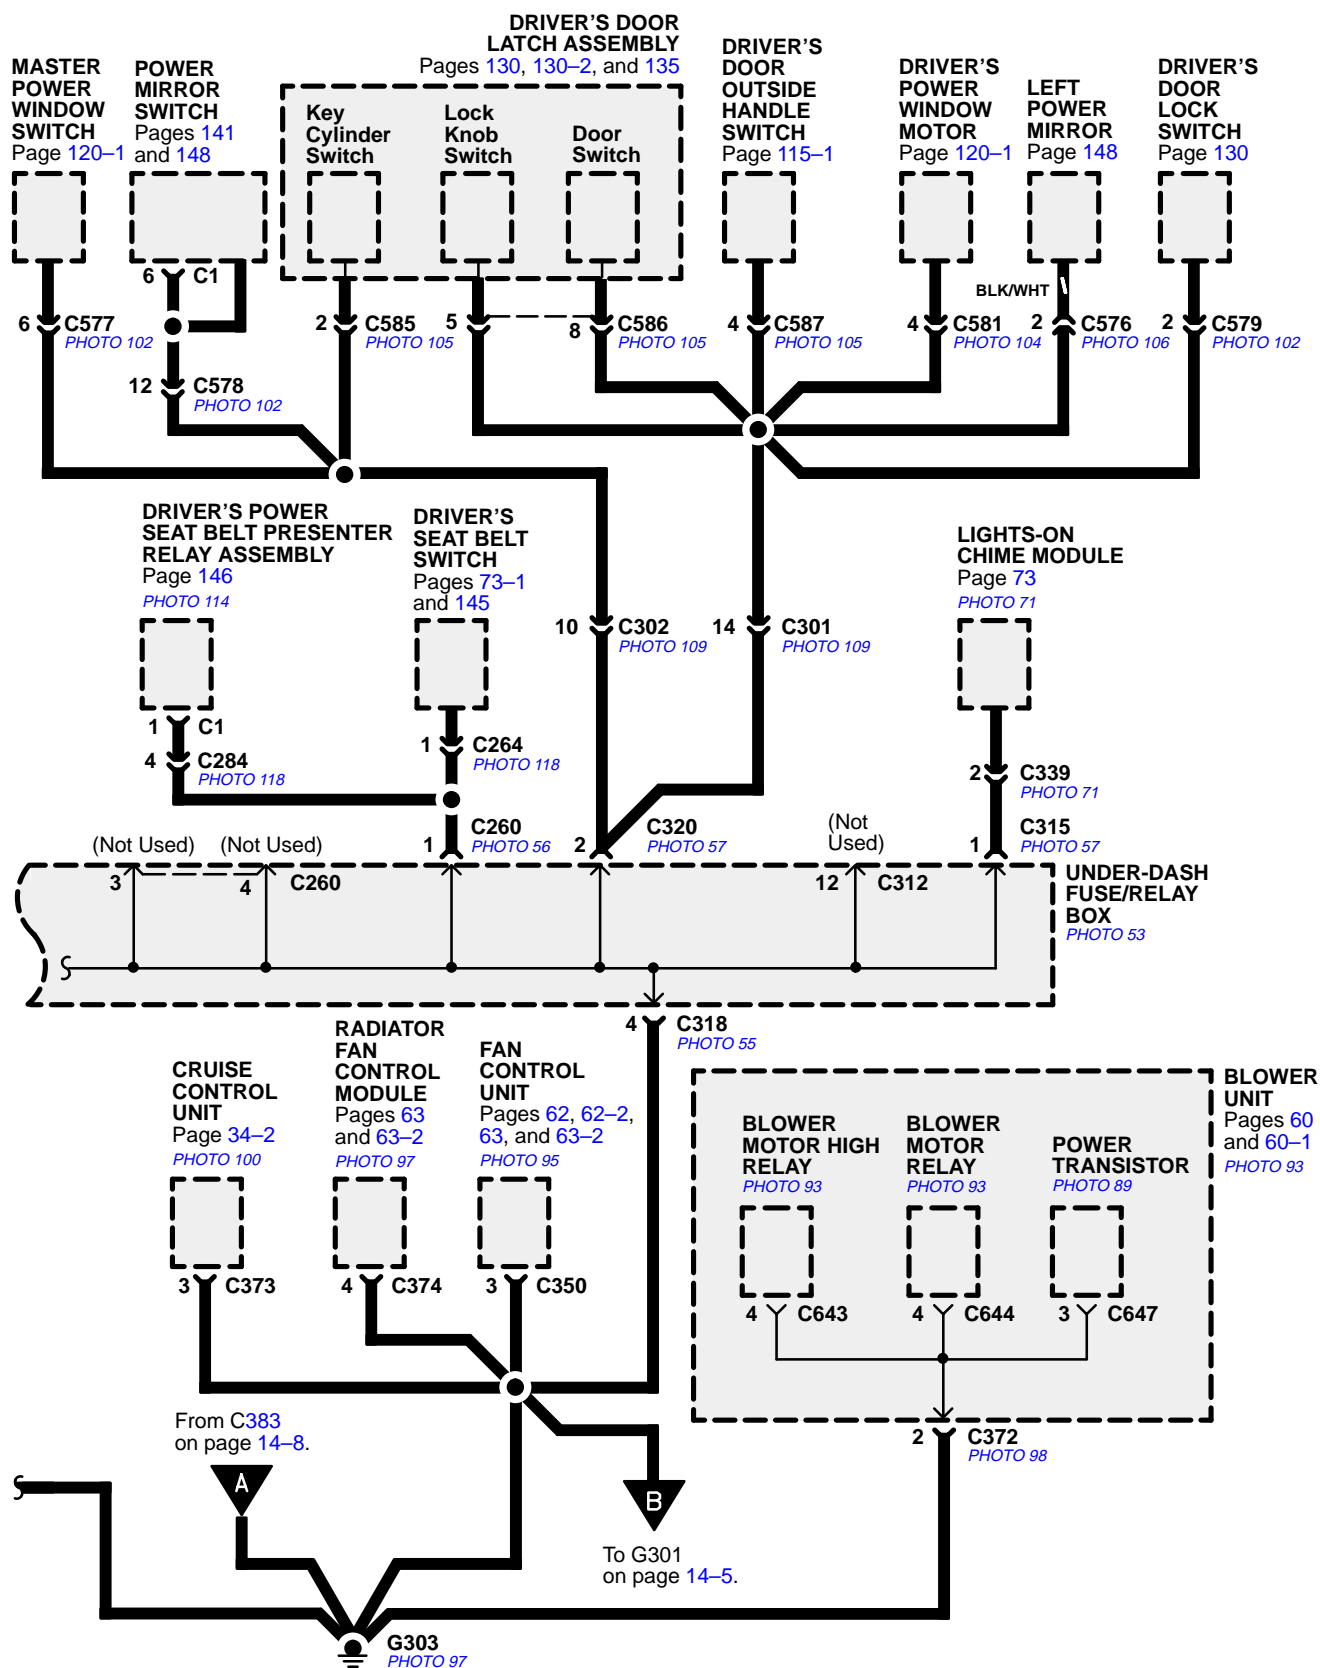 DRIVER'S DOOR
LATCH ASSEMBLY
Pages 130, 130–2, and 135
MASTER
POWER
WINDOW
SWITCH
Page 120–1
POWER
MIRROR
SWITCH
Pages 141
and 148
Key
Cylinder
Switch
Lock
Knob
Switch
Door
Switch
DRIVER'S
DOOR
OUTSIDE
HANDLE
SWITCH
Page 115–1
DRIVER'S
POWER
WINDOW
MOTOR
Page 120–1
LEFT
POWER
MIRROR
Page 148
DRIVER'S
DOOR
LOCK
SWITCH
Page 130
6 C1
BLK/WHT
6 C577
PHOTO 102
2 C585
PHOTO 105
5
8 C586
PHOTO 105
4 C587
PHOTO 105
4 C581
PHOTO 104
2 C576
PHOTO 106
2 C579
PHOTO 102
12 C578
PHOTO 102
DRIVER'S POWER
SEAT BELT PRESENTER
RELAY ASSEMBLY
Page 146
PHOTO 114
DRIVER'S
SEAT BELT
SWITCH
Pages 73–1
and 145
LIGHTS-ON
CHIME MODULE
Page 73
PHOTO 71
10 C302
PHOTO 109
14 C301
PHOTO 109
1 C1
4 C284
PHOTO 118
1 C264
PHOTO 118
2 C339
PHOTO 71
(Not Used)
(Not Used)
1 C260
PHOTO 56
2 C320
PHOTO 57
(Not
Used)
1 C315
PHOTO 57
3
4 C260
12 C312
UNDER-DASH
FUSE/RELAY
BOX
PHOTO 53
4 C318
PHOTO 55
CRUISE
CONTROL
UNIT
Page 34–2
PHOTO 100
RADIATOR
FAN
CONTROL
MODULE
Pages 63
and 63–2
PHOTO 97
FAN
CONTROL
UNIT
Pages 62, 62–2,
63, and 63–2
PHOTO 95
BLOWER
UNIT
Pages 60
and 60–1
PHOTO 93
BLOWER
MOTOR HIGH
RELAY
PHOTO 93
BLOWER
MOTOR
RELAY
PHOTO 93
POWER
TRANSISTOR
PHOTO 89
3 C373
4 C374
3 C350
4 C643
4 C644
3 C647
From C383
on page 14–8.
A
B
2 C372
PHOTO 98
To G301
on page 14–5.
G303
PHOTO 97